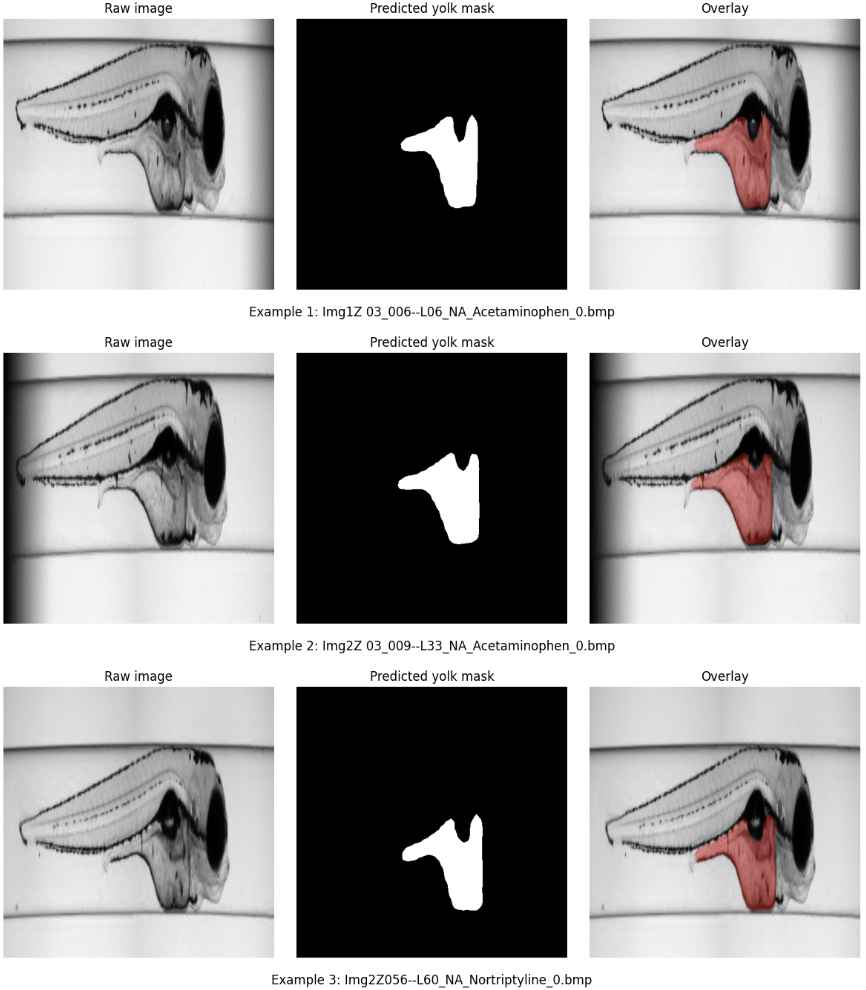 Raw image Predicted yolk mask Overlay
Example 1: Img1Z 03_006--L06_NA_Acetaminophen_0.bmp
Raw image Predicted yolk mask Overlay
Example 2: Img2Z 03_009--L33_NA_Acetaminophen_0.bmp
Raw image Predicted yolk mask Overlay
Example 3: Img2Z056--L60_NA_Nortriptyline_0.bmp